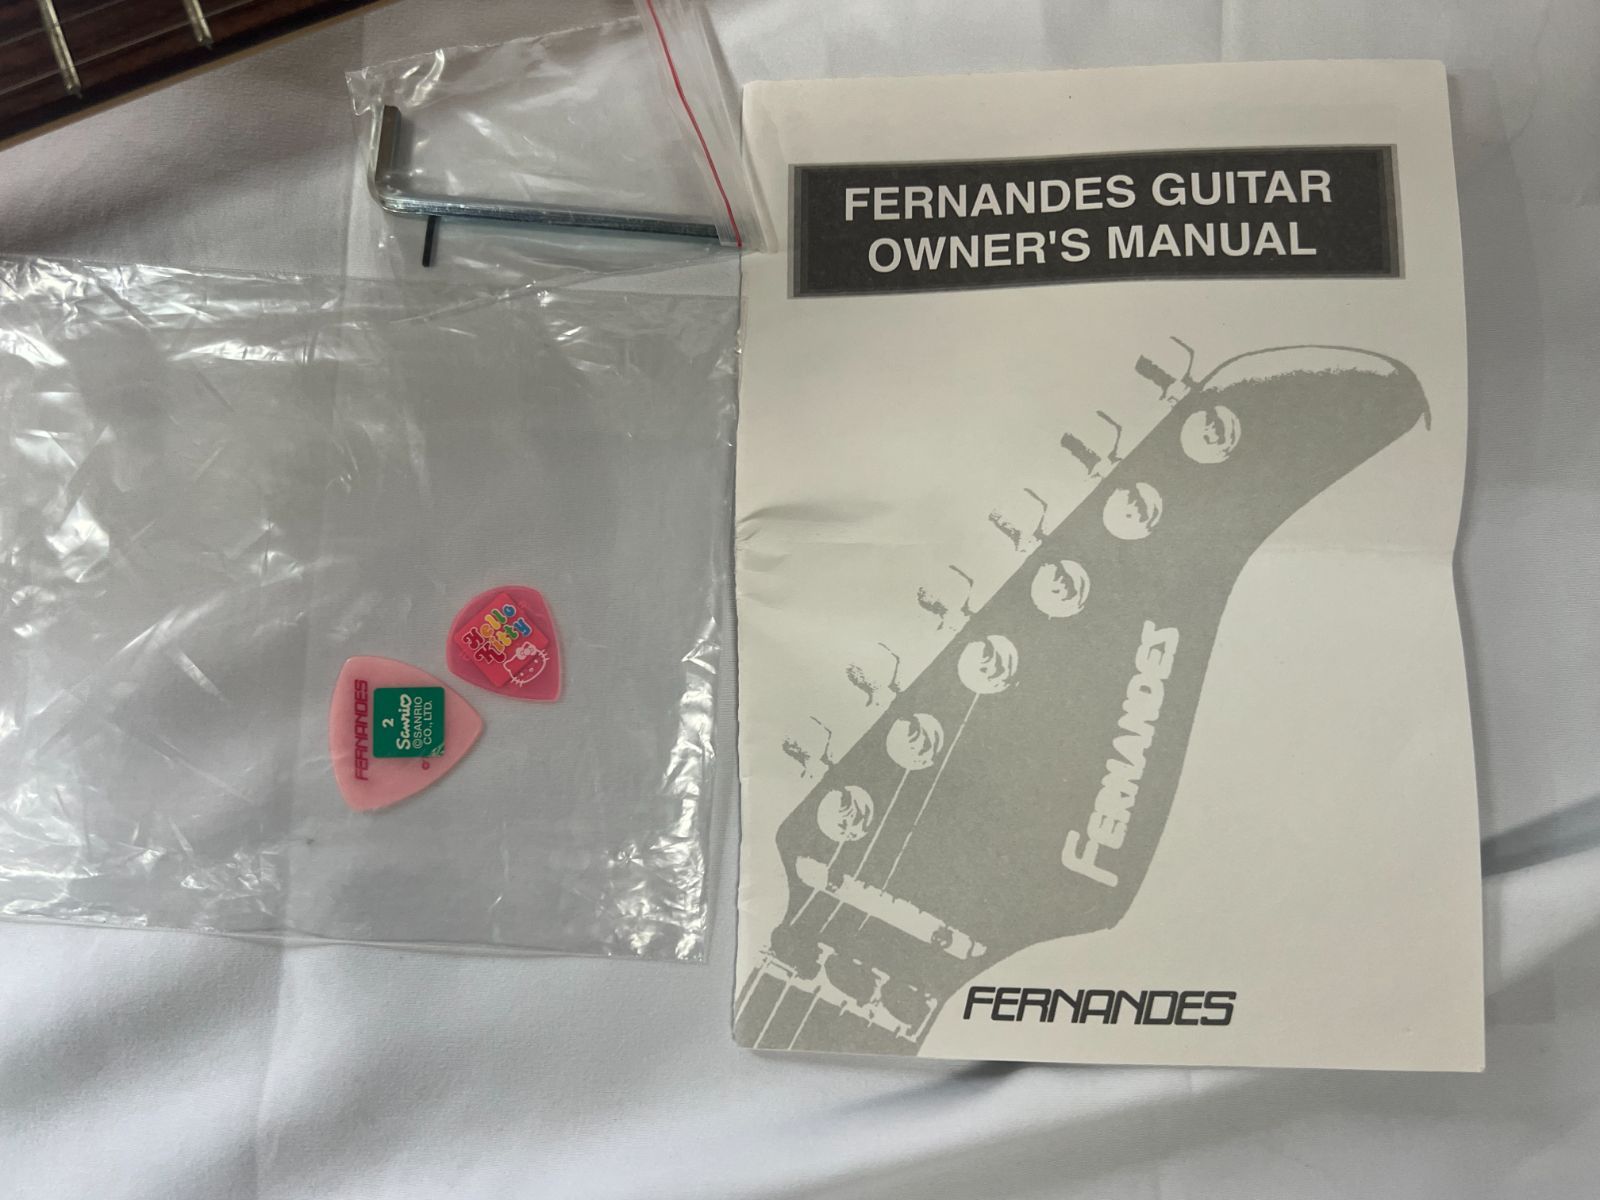 FERNANDES GUITAR
OWNER'S MANUAL
FERNANDES
FERNANDES
Hello
Kitty
FERNANDES
2
Sanrio
©SANRIO
CO., LTD.